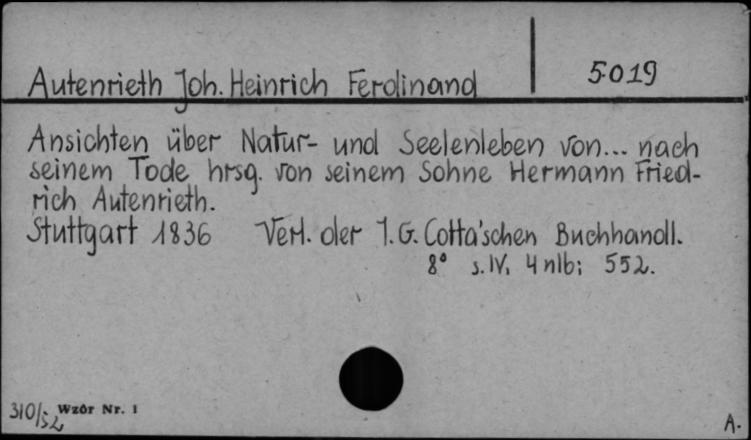 Autenrieth Joh. Heinrich Ferdinand
5019
Ansichten über Natur- und Seelenleben von... nach
seinem Tode hrsg. von seinem Sohne Hermann Fried-
rich Autenrieth.
Stuttgart 1836 Verl. der J. G. Cotta'schen Buchhandl.
8° s. IV, 4 nlb; 552.
310/52 Wzór Nr. 1
A.